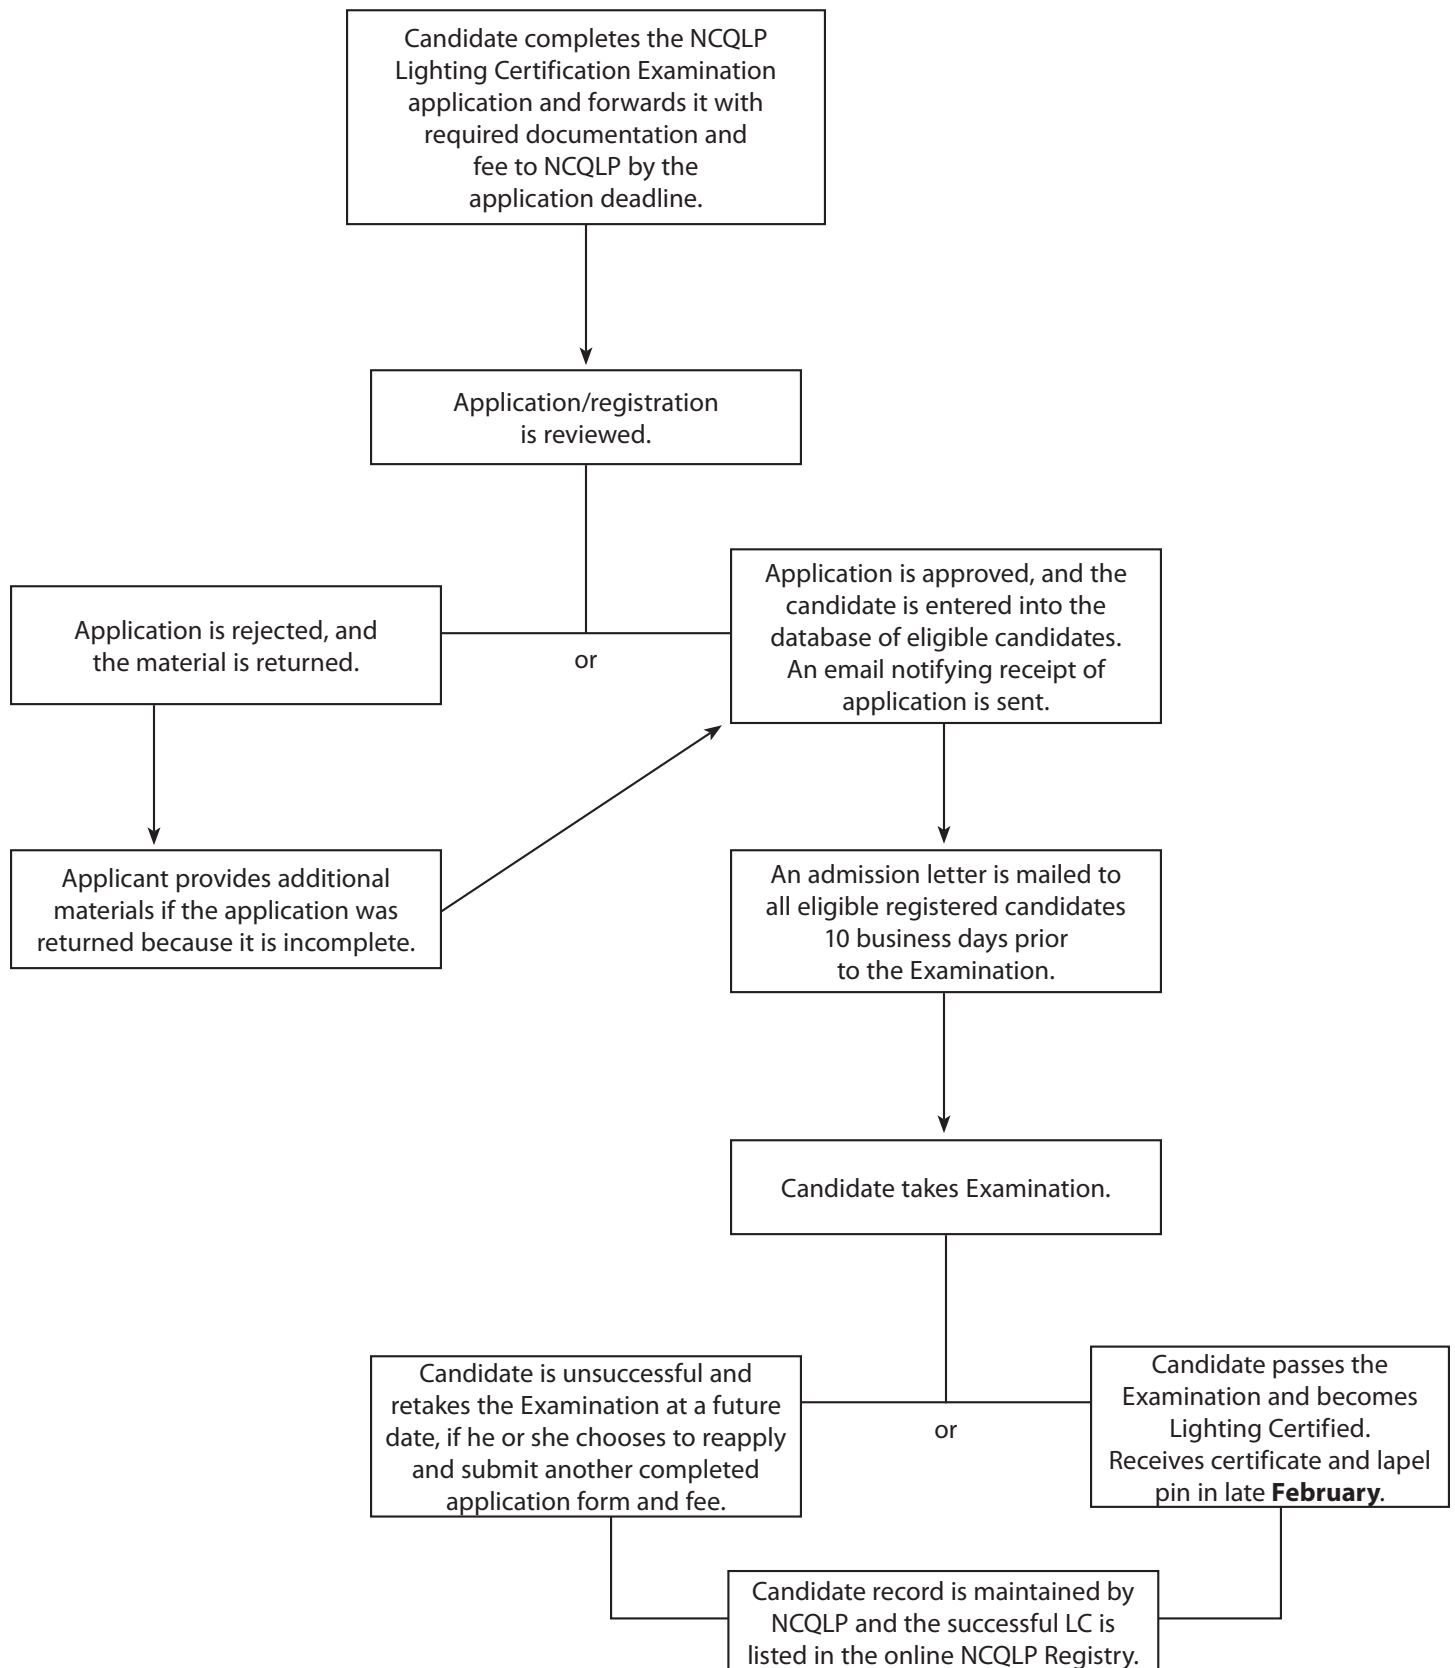 Candidate completes the NCQLP
Lighting Certification Examination
application and forwards it with
required documentation and
fee to NCQLP by the
application deadline.
Application/registration
is reviewed.
Application is rejected, and
the material is returned.
or
Application is approved, and the
candidate is entered into the
database of eligible candidates.
An email notifying receipt of
application is sent.
Applicant provides additional
materials if the application was
returned because it is incomplete.
An admission letter is mailed to
all eligible registered candidates
10 business days prior
to the Examination.
Candidate takes Examination.
Candidate is unsuccessful and
retakes the Examination at a future
date, if he or she chooses to reapply
and submit another completed
application form and fee.
or
Candidate passes the
Examination and becomes
Lighting Certified.
Receives certificate and lapel
pin in late February.
Candidate record is maintained by
NCQLP and the successful LC is
listed in the online NCQLP Registry.